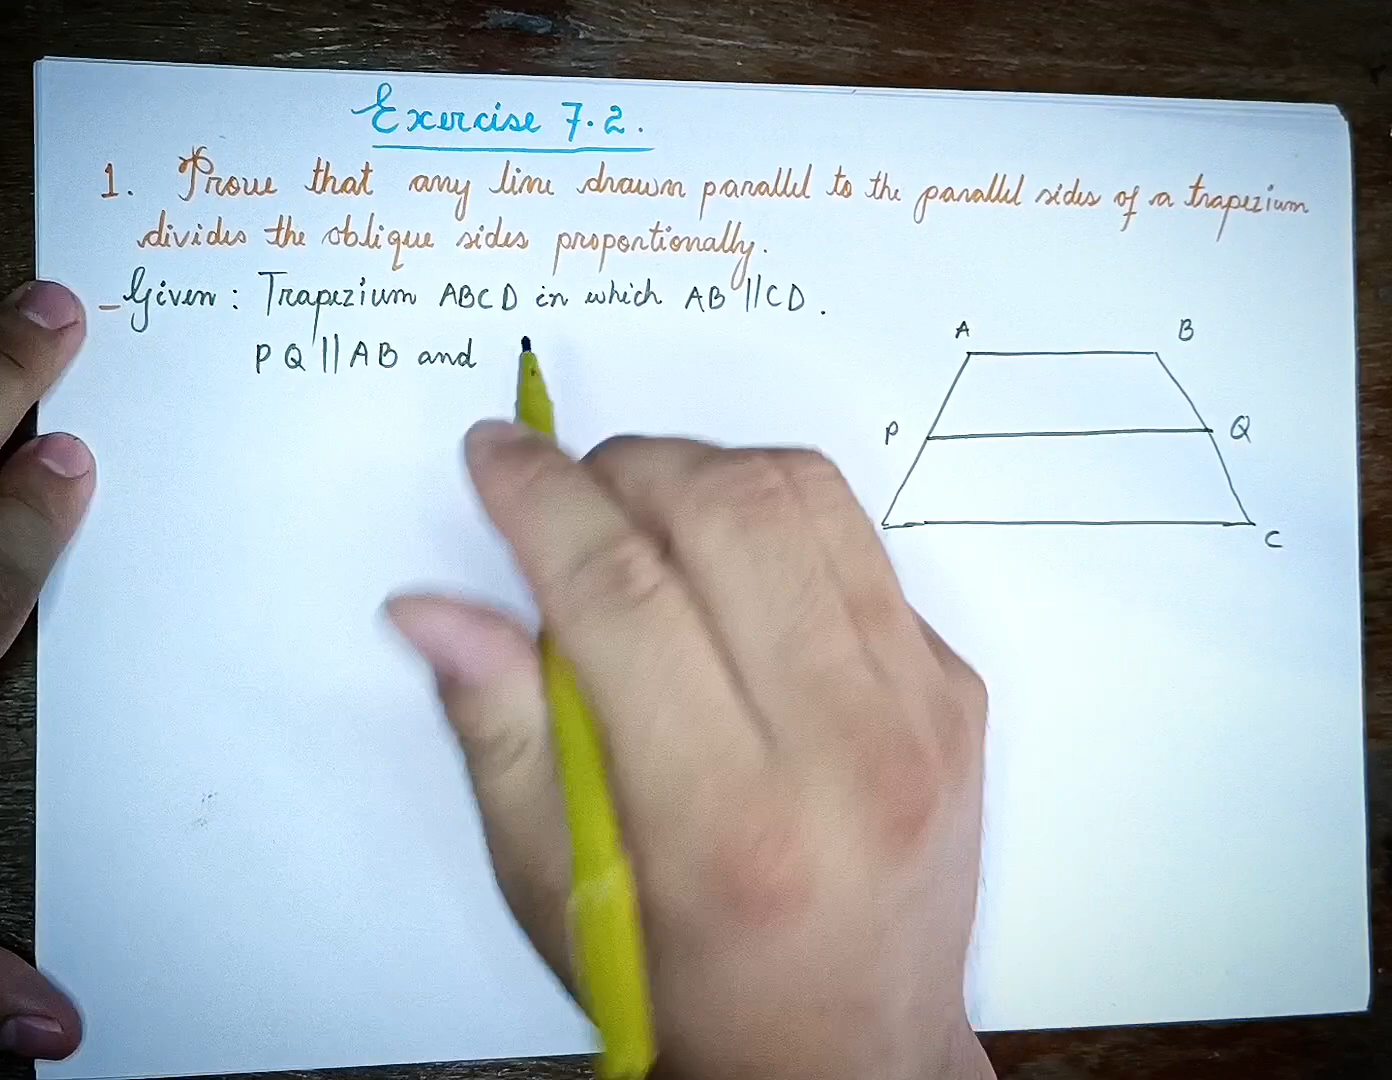 Exercise 7.2.
1. Prove that any line drawn parallel to the parallel sides of a trapezium
divides the oblique sides proportionally.
- Given : Trapezium ABCD in which AB || CD.
PQ || AB and
A B
P Q
C